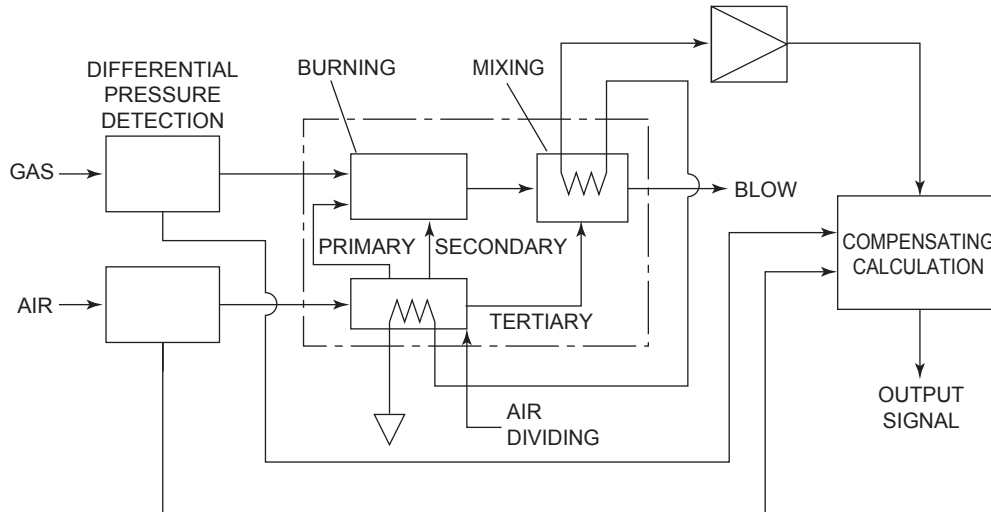 DIFFERENTIAL
PRESSURE
DETECTION
BURNING
MIXING
GAS
BLOW
PRIMARY
SECONDARY
COMPENSATING
CALCULATION
AIR
TERTIARY
AIR
DIVIDING
OUTPUT
SIGNAL